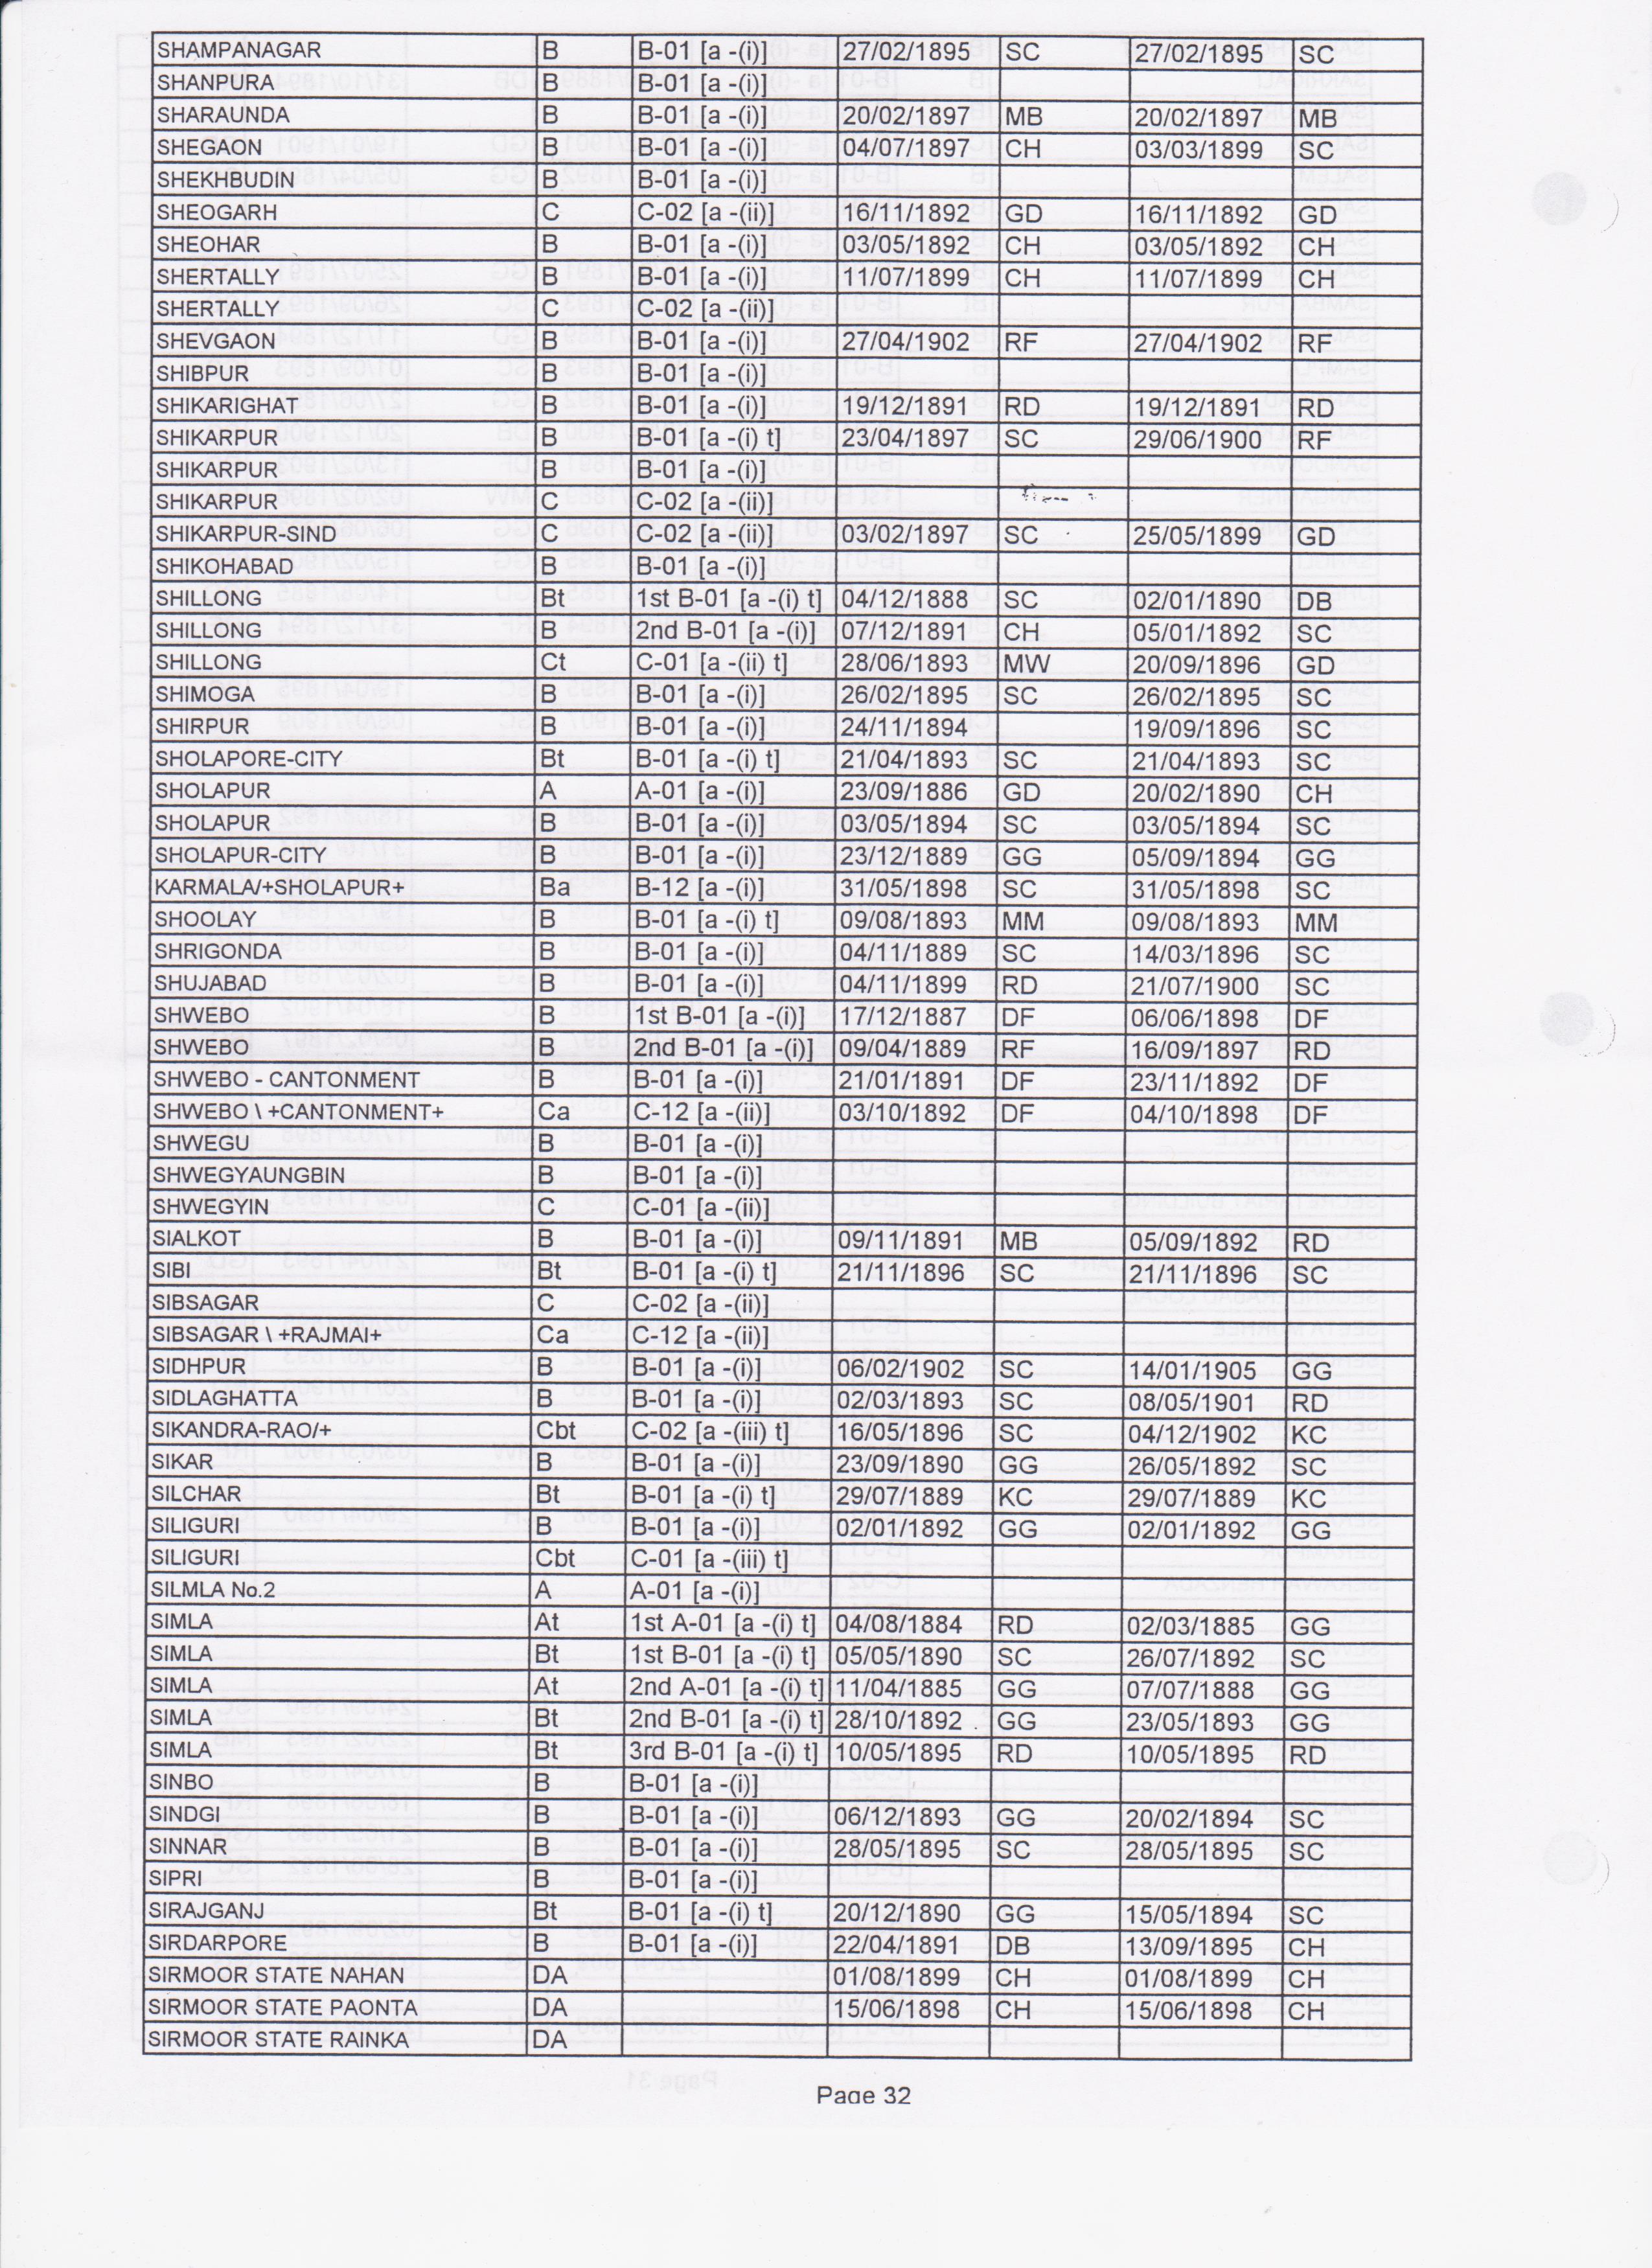 SHAMPANAGAR B B-01 [a -(i)] 27/02/1895 SC 27/02/1895 SC
SHANPURA B B-01 [a -(i)]
SHARAUNDA B B-01 [a -(i)] 20/02/1897 MB 20/02/1897 MB
SHEGAON B B-01 [a -(i)] 04/07/1897 CH 03/03/1899 SC
SHEKHBUDIN B B-01 [a -(i)]
SHEOGARH C C-02 [a -(ii)] 16/11/1892 GD 16/11/1892 GD
SHEOHAR B B-01 [a -(i)] 03/05/1892 CH 03/05/1892 CH
SHERTALLY B B-01 [a -(i)] 11/07/1899 CH 11/07/1899 CH
SHERTALLY C C-02 [a -(ii)]
SHEVGAON B B-01 [a -(i)] 27/04/1902 RF 27/04/1902 RF
SHIBPUR B B-01 [a -(i)]
SHIKARIGHAT B B-01 [a -(i)] 19/12/1891 RD 19/12/1891 RD
SHIKARPUR B B-01 [a -(i) t] 23/04/1897 SC 29/06/1900 RF
SHIKARPUR B B-01 [a -(i)]
SHIKARPUR C C-02 [a -(ii)]
SHIKARPUR-SIND C C-02 [a -(ii)] 03/02/1897 SC 25/05/1899 GD
SHIKOHABAD B B-01 [a -(i)]
SHILLONG Bt 1st B-01 [a -(i) t] 04/12/1888 SC 02/01/1890 DB
SHILLONG B 2nd B-01 [a -(i)] 07/12/1891 CH 05/01/1892 SC
SHILLONG Ct C-01 [a -(ii) t] 28/06/1893 MW 20/09/1896 GD
SHIMOGA B B-01 [a -(i)] 26/02/1895 SC 26/02/1895 SC
SHIRPUR B B-01 [a -(i)] 24/11/1894 19/09/1896 SC
SHOLAPORE-CITY Bt B-01 [a -(i) t] 21/04/1893 SC 21/04/1893 SC
SHOLAPUR A A-01 [a -(i)] 23/09/1886 GD 20/02/1890 CH
SHOLAPUR B B-01 [a -(i)] 03/05/1894 SC 03/05/1894 SC
SHOLAPUR-CITY B B-01 [a -(i)] 23/12/1889 GG 05/09/1894 GG
KARMALA/+SHOLAPUR+ Ba B-12 [a -(i)] 31/05/1898 SC 31/05/1898 SC
SHOOLAY B B-01 [a -(i) t] 09/08/1893 MM 09/08/1893 MM
SHRIGONDA B B-01 [a -(i)] 04/11/1889 SC 14/03/1896 SC
SHUJABAD B B-01 [a -(i)] 04/11/1899 RD 21/07/1900 SC
SHWEBO B 1st B-01 [a -(i)] 17/12/1887 DF 06/06/1898 DF
SHWEBO B 2nd B-01 [a -(i)] 09/04/1889 RF 16/09/1897 RD
SHWEBO - CANTONMENT B B-01 [a -(i)] 21/01/1891 DF 23/11/1892 DF
SHWEBO \ +CANTONMENT+ Ca C-12 [a -(ii)] 03/10/1892 DF 04/10/1898 DF
SHWEGU B B-01 [a -(i)]
SHWEGYAUNGBIN B B-01 [a -(i)]
SHWEGYIN C C-01 [a -(ii)]
SIALKOT B B-01 [a -(i)] 09/11/1891 MB 05/09/1892 RD
SIBI Bt B-01 [a -(i) t] 21/11/1896 SC 21/11/1896 SC
SIBSAGAR C C-02 [a -(ii)]
SIBSAGAR \ +RAJMAI+ Ca C-12 [a -(ii)]
SIDHPUR B B-01 [a -(i)] 06/02/1902 SC 14/01/1905 GG
SIDLAGHATTA B B-01 [a -(i)] 02/03/1893 SC 08/05/1901 RD
SIKANDRA-RAO/+ Cbt C-02 [a -(iii) t] 16/05/1896 SC 04/12/1902 KC
SIKAR B B-01 [a -(i)] 23/09/1890 GG 26/05/1892 SC
SILCHAR Bt B-01 [a -(i) t] 29/07/1889 KC 29/07/1889 KC
SILIGURI B B-01 [a -(i)] 02/01/1892 GG 02/01/1892 GG
SILIGURI Cbt C-01 [a -(iii) t]
SILMLA No.2 A A-01 [a -(i)]
SIMLA At 1st A-01 [a -(i) t] 04/08/1884 RD 02/03/1885 GG
SIMLA Bt 1st B-01 [a -(i) t] 05/05/1890 SC 26/07/1892 SC
SIMLA At 2nd A-01 [a -(i) t] 11/04/1885 GG 07/07/1888 GG
SIMLA Bt 2nd B-01 [a -(i) t] 28/10/1892 GG 23/05/1893 GG
SIMLA Bt 3rd B-01 [a -(i) t] 10/05/1895 RD 10/05/1895 RD
SINBO B B-01 [a -(i)]
SINDGI B B-01 [a -(i)] 06/12/1893 GG 20/02/1894 SC
SINNAR B B-01 [a -(i)] 28/05/1895 SC 28/05/1895 SC
SIPRI B B-01 [a -(i)]
SIRAJGANJ Bt B-01 [a -(i) t] 20/12/1890 GG 15/05/1894 SC
SIRDARPORE B B-01 [a -(i)] 22/04/1891 DB 13/09/1895 CH
SIRMOOR STATE NAHAN DA 01/08/1899 CH 01/08/1899 CH
SIRMOOR STATE PAONTA DA 15/06/1898 CH 15/06/1898 CH
SIRMOOR STATE RAINKA DA
Page 32